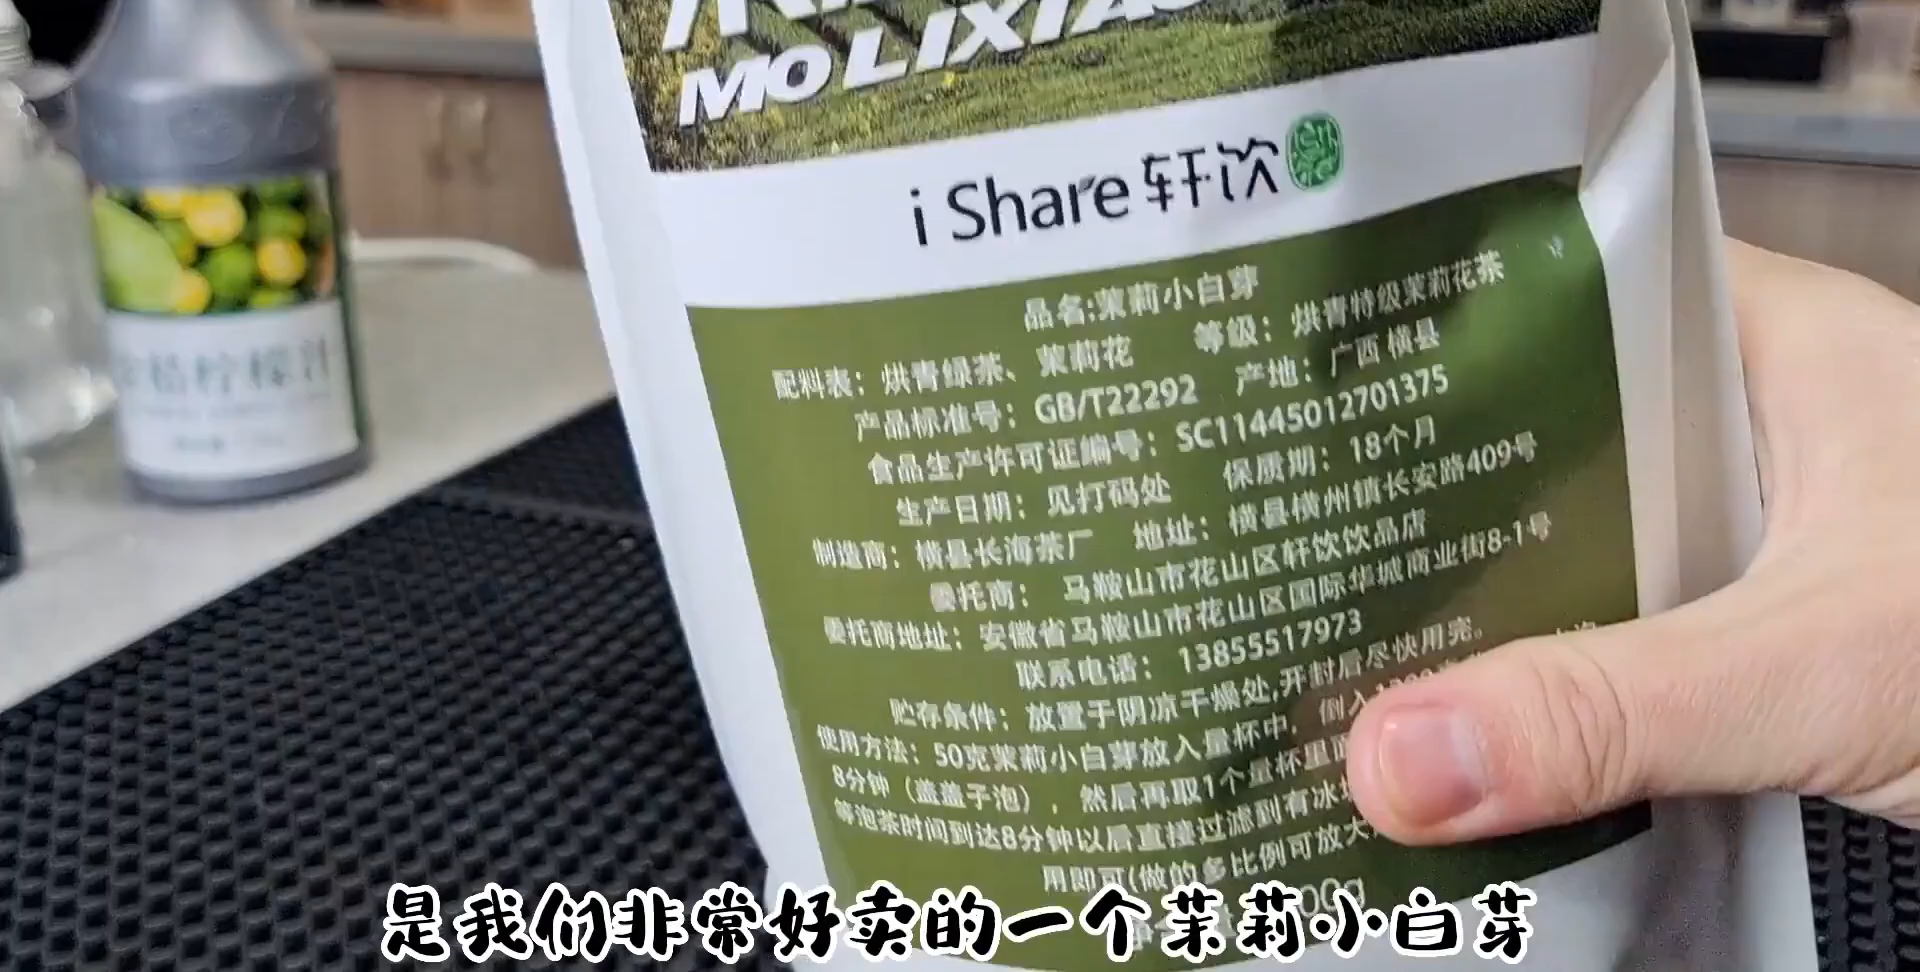 MOLIXIA
i Share 轩饮
品名:茉莉小白芽
配料表：烘青绿茶、茉莉花 等级：烘青特级茉莉花茶
产品标准号：GB/T22292 产地：广西 横县
食品生产许可证编号：SC11445012701375
生产日期：见打码处 保质期：18个月
制造商：横县长海茶厂 地址：横县横州镇长安路409号
委托商：马鞍山市花山区轩饮饮品店
委托商地址：安徽省马鞍山市花山区国际华城商业街8-1号
联系电话：13855517973
贮存条件：放置于阴凉干燥处,开封后尽快用完。
使用方法：50克茉莉小白芽放入量杯中，倒入
8分钟（盖盖子泡），然后再取1个量杯里面
等泡茶时间到达8分钟以后直接过滤到有冰
用即可(做的多比例可放大
柠檬汁
是我们非常好卖的一个茉莉小白芽